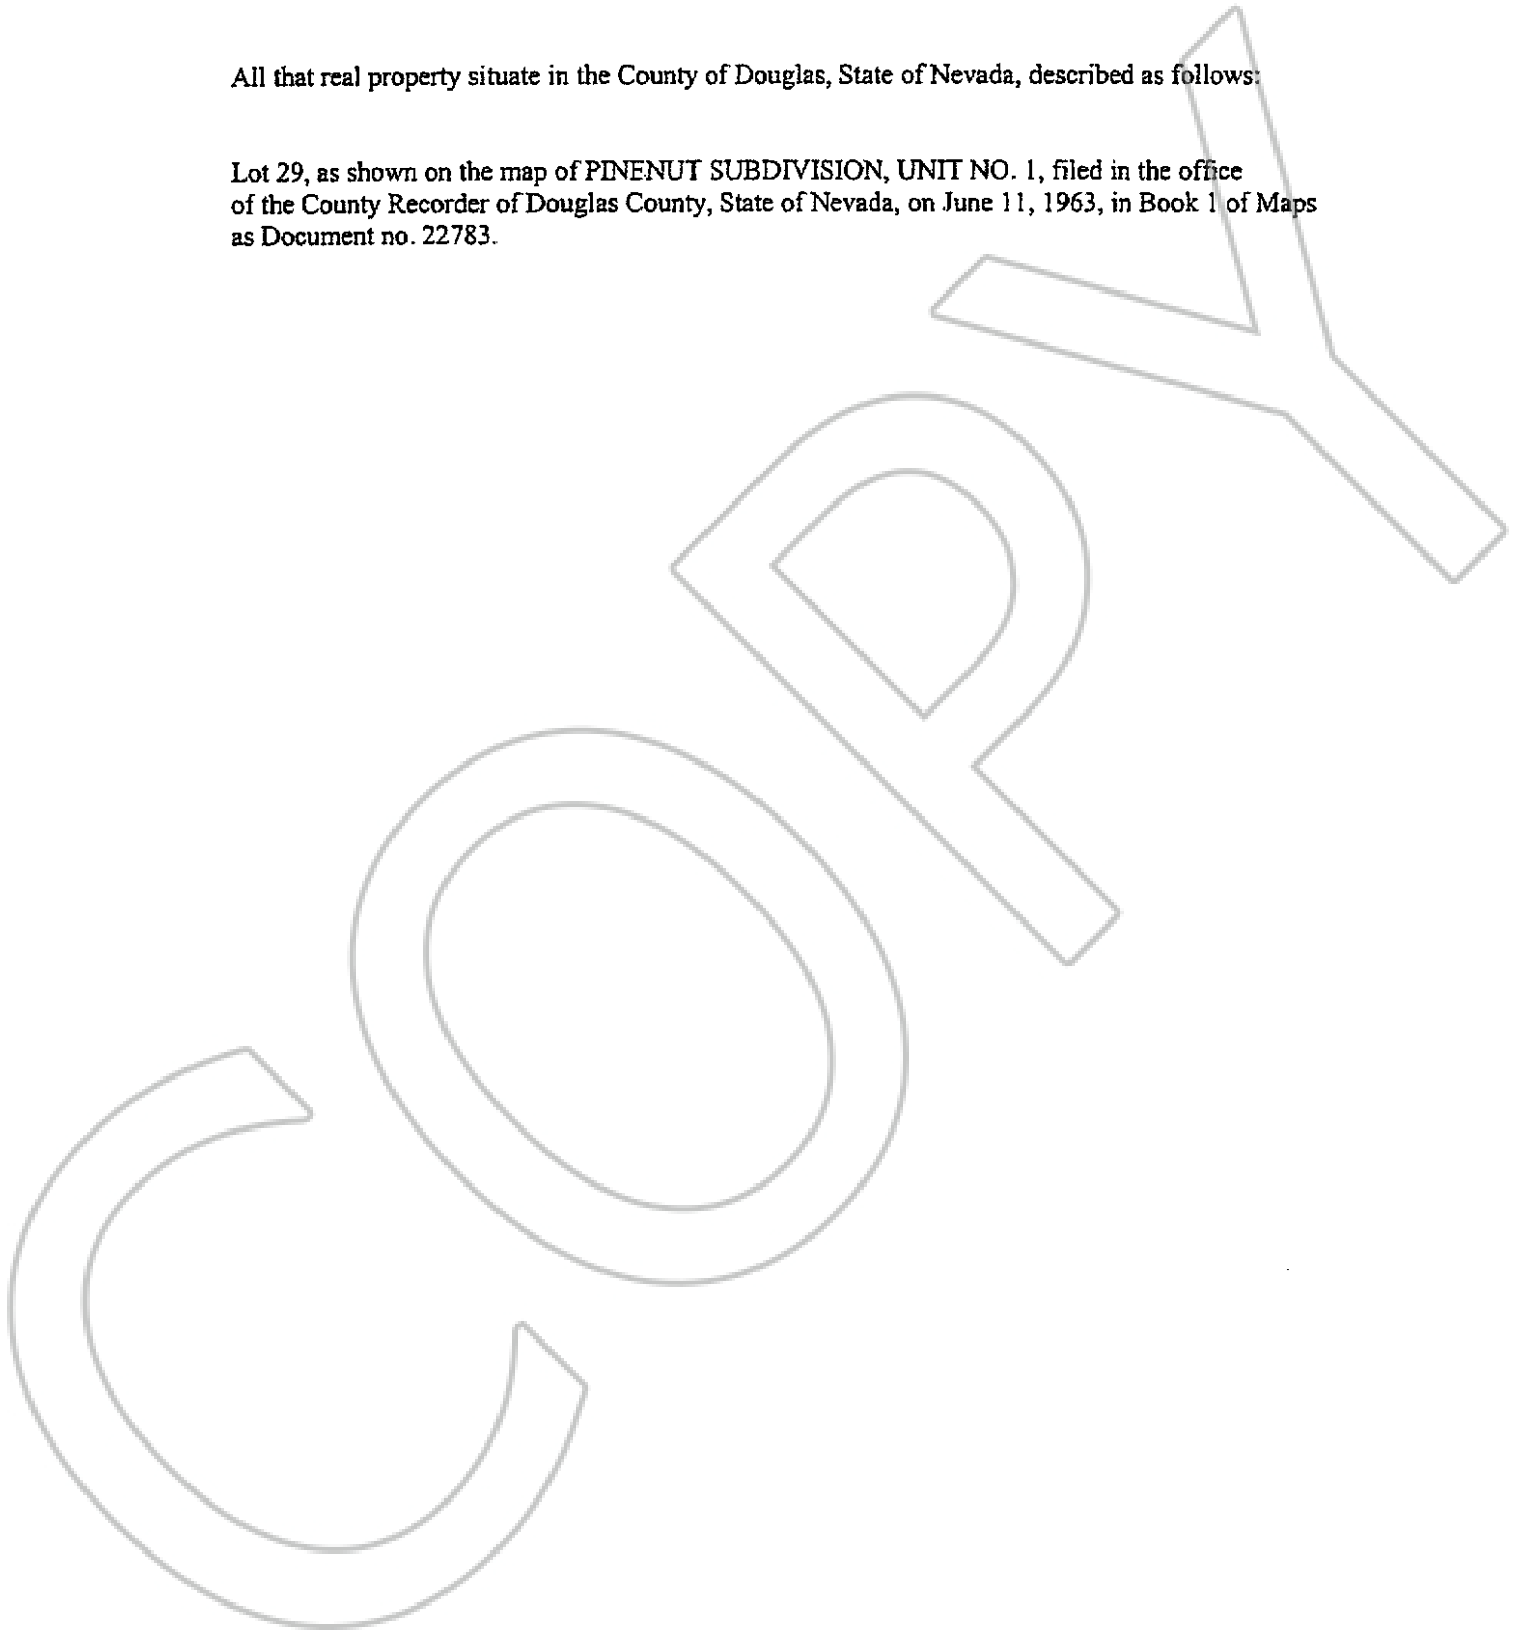 All that real property situate in the County of Douglas, State of Nevada, described as follows:
Lot 29, as shown on the map of PINENUT SUBDIVISION, UNIT NO. 1, filed in the office
of the County Recorder of Douglas County, State of Nevada, on June 11, 1963, in Book 1 of Maps
as Document no. 22783.
COPY